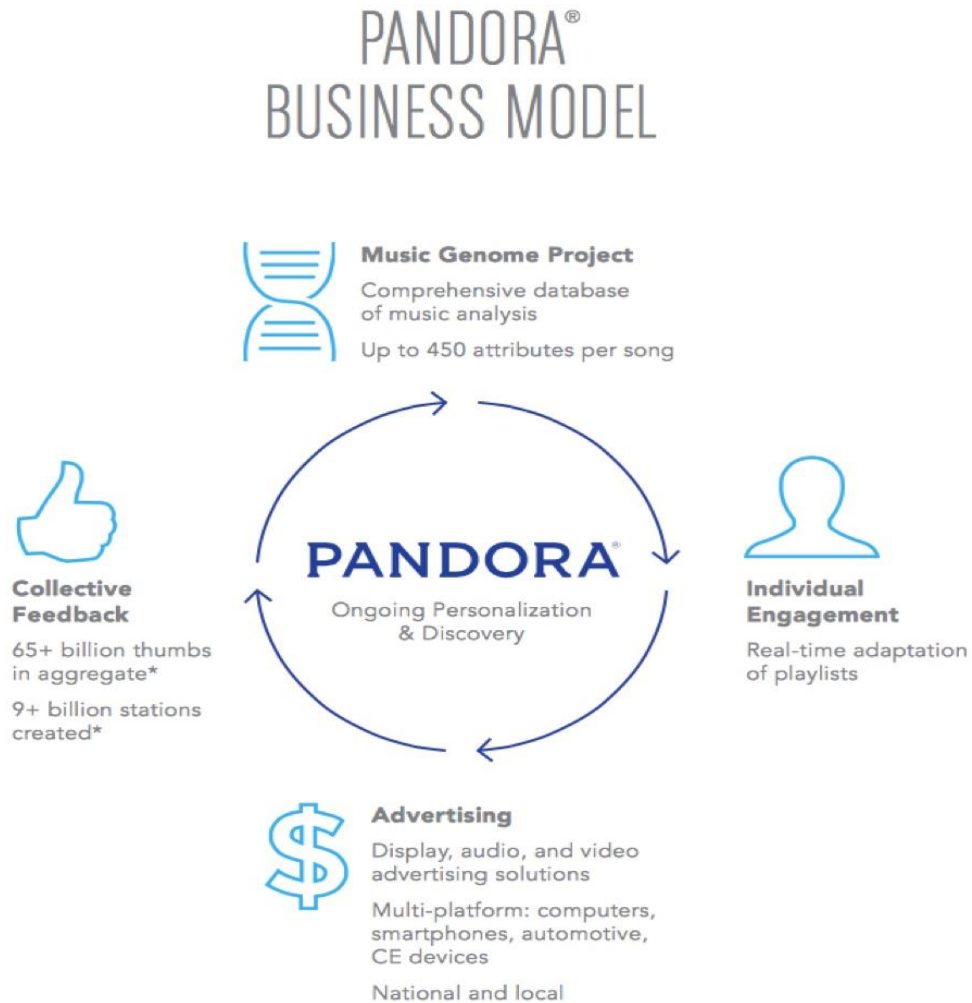 PANDORA®
BUSINESS MODEL
Music Genome Project
Comprehensive database
of music analysis
Up to 450 attributes per song
Collective
Feedback
65+ billion thumbs
in aggregate*
9+ billion stations
created*
PANDORA®
Ongoing Personalization
& Discovery
Individual
Engagement
Real-time adaptation
of playlists
Advertising
Display, audio, and video
advertising solutions
Multi-platform: computers,
smartphones, automotive,
CE devices
National and local